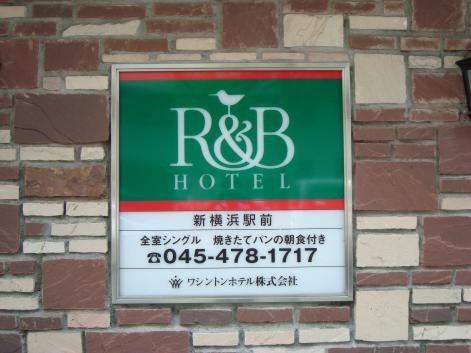 R&B
HOTEL
新横浜駅前
全室シングル 焼きたてパンの朝食付き
☎045-478-1717
ワシントンホテル株式会社